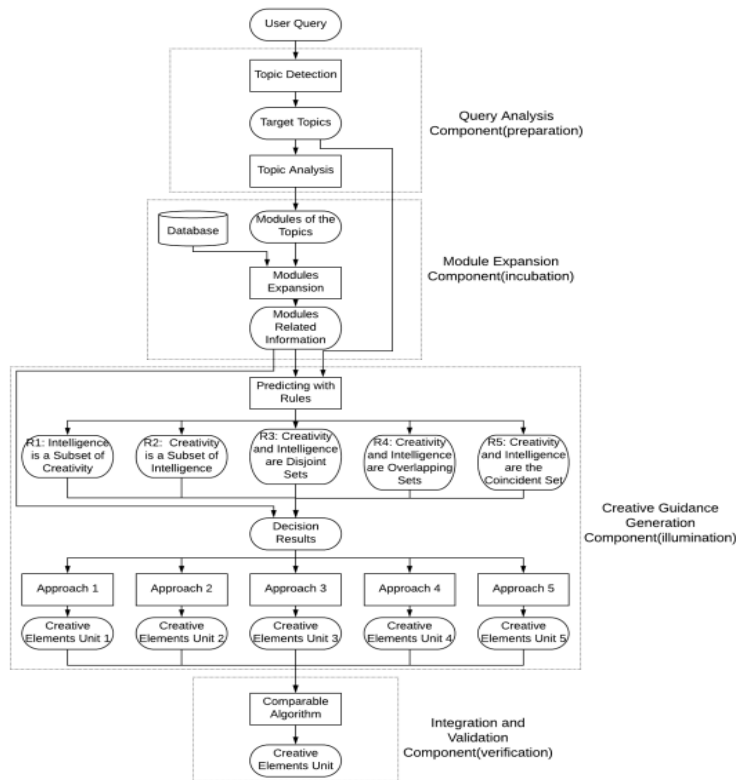 User Query
Topic Detection
Target Topics
Query Analysis
Component(preparation)
Topic Analysis
Database
Modules of the
Topics
Module Expansion
Component(incubation)
Modules
Expansion
Modules
Related
Information
Predicting with
Rules
R1: Intelligence
is a Subset of
Creativity
R2:  Creativity
is a Subset of
Intelligence
R3: Creativity
and Intelligence
are Disjoint
Sets
R4: Creativity
and Intelligence
are Overlapping
Sets
R5: Creativity
and Intelligence
are the
Coincident Set
Creative Guidance
Generation
Component(illumination)
Decision
Results
Approach 1
Approach 2
Approach 3
Approach 4
Approach 5
Creative
Elements Unit 1
Creative
Elements Unit 2
Creative
Elements Unit 3
Creative
Elements Unit 4
Creative
Elements Unit 5
Comparable
Algorithm
Integration and
Validation
Component(verification)
Creative
Elements Unit